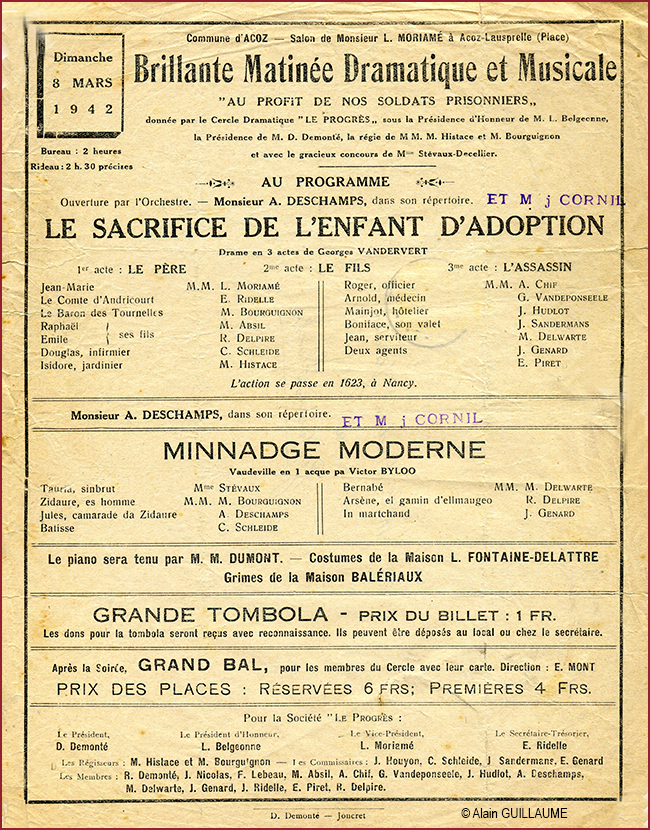 Dimanche
8 MARS
1942
Bureau : 2 heures
Rideau : 2 h. 30 précises
Commune d'ACOZ — Salon de Monsieur L. MORIAMÉ à Acoz-Lausprelle (Place)
Brillante Matinée Dramatique et Musicale
"AU PROFIT DE NOS SOLDATS PRISONNIERS„
donnée par le Cercle Dramatique "LE PROGRÈS„ sous la Présidence d'Honneur de M. L. Belgeonne,
la Présidence de M. D. Demonté, la régie de M M. M. Histace et M. Bourguignon
et avec le gracieux concours de Mme Stévaux-Decellier.
AU PROGRAMME
Ouverture par l'Orchestre. — Monsieur A. DESCHAMPS, dans son répertoire. ET M j CORNIL
LE SACRIFICE DE L'ENFANT D'ADOPTION
Drame en 3 actes de Georges VANDERVERT
1er acte : LE PÈRE 2me acte : LE FILS 3me acte : L'ASSASSIN
Jean-Marie M.M. L. MORIAMÉ
Le Comte d'Andricourt E. RIDELLE
Le Baron des Tournelles M. BOURGUIGNON
Raphaël } ses fils M. ABSIL
Emile } R. DELPIRE
Douglas, infirmier C. SCHLEIDE
Isidore, jardinier M. HISTACE
Roger, officier MM. A. CHIF
Arnold, médecin G. VANDEPONSEELE
Mainjot, hôtelier J. HUDLOT
Boniface, son valet J. SANDERMANS
Jean, serviteur M. DELWARTE
Deux agents J. GENARD
E. PIRET
L'action se passe en 1623, à Nancy.
Monsieur A. DESCHAMPS, dans son répertoire. ET M j CORNIL
MINNADGE MODERNE
Vaudeville en 1 acque pa Victor BYLOO
Tauria, sinbrut Mme STÉVAUX
Zidaure, es homme M.M. M. BOURGUIGNON
Jules, camarada da Zidaure A. DESCHAMPS
Batisse C. SCHLEIDE
Bernabé MM. M. DELWARTE
Arsène, el gamin d'ellmaugeo R. DELPIRE
In martchand J. GENARD
Le piano sera tenu par M. M. DUMONT. — Costumes de la Maison L. FONTAINE-DELATTRE
Grimes de la Maison BALÉRIAUX
GRANDE TOMBOLA - PRIX DU BILLET : 1 FR.
Les dons pour la tombola seront reçus avec reconnaissance. Ils peuvent être déposés au local ou chez le secrétaire.
Après la Soirée, GRAND BAL, pour les membres du Cercle avec leur carte. Direction : E. MONT
PRIX DES PLACES : RÉSERVÉES 6 FRS; PREMIÈRES 4 FRS.
Pour la Société "LE PROGRÈS :
Le Président, Le Président d'Honneur, Le Vice-Président, Le Secrétaire-Trésorier,
D. Demonté L. Belgeonne L. Moriamé E. Ridelle
Les Régisseurs : M. Histace et M. Bourguignon — Les Commissaires : J. Houyon, C. Schleide, J. Sandermans, E. Genard
Les Membres : R. Demonté, J. Nicolas, F. Lebeau, M. Absil, A. Chif, G. Vandeponseele, J. Hudlot, A. Deschamps,
M. Delwarte, J. Genard, J. Ridelle, E. Piret, R. Delpire.
D. Demonté — Joncret
© Alain GUILLAUME